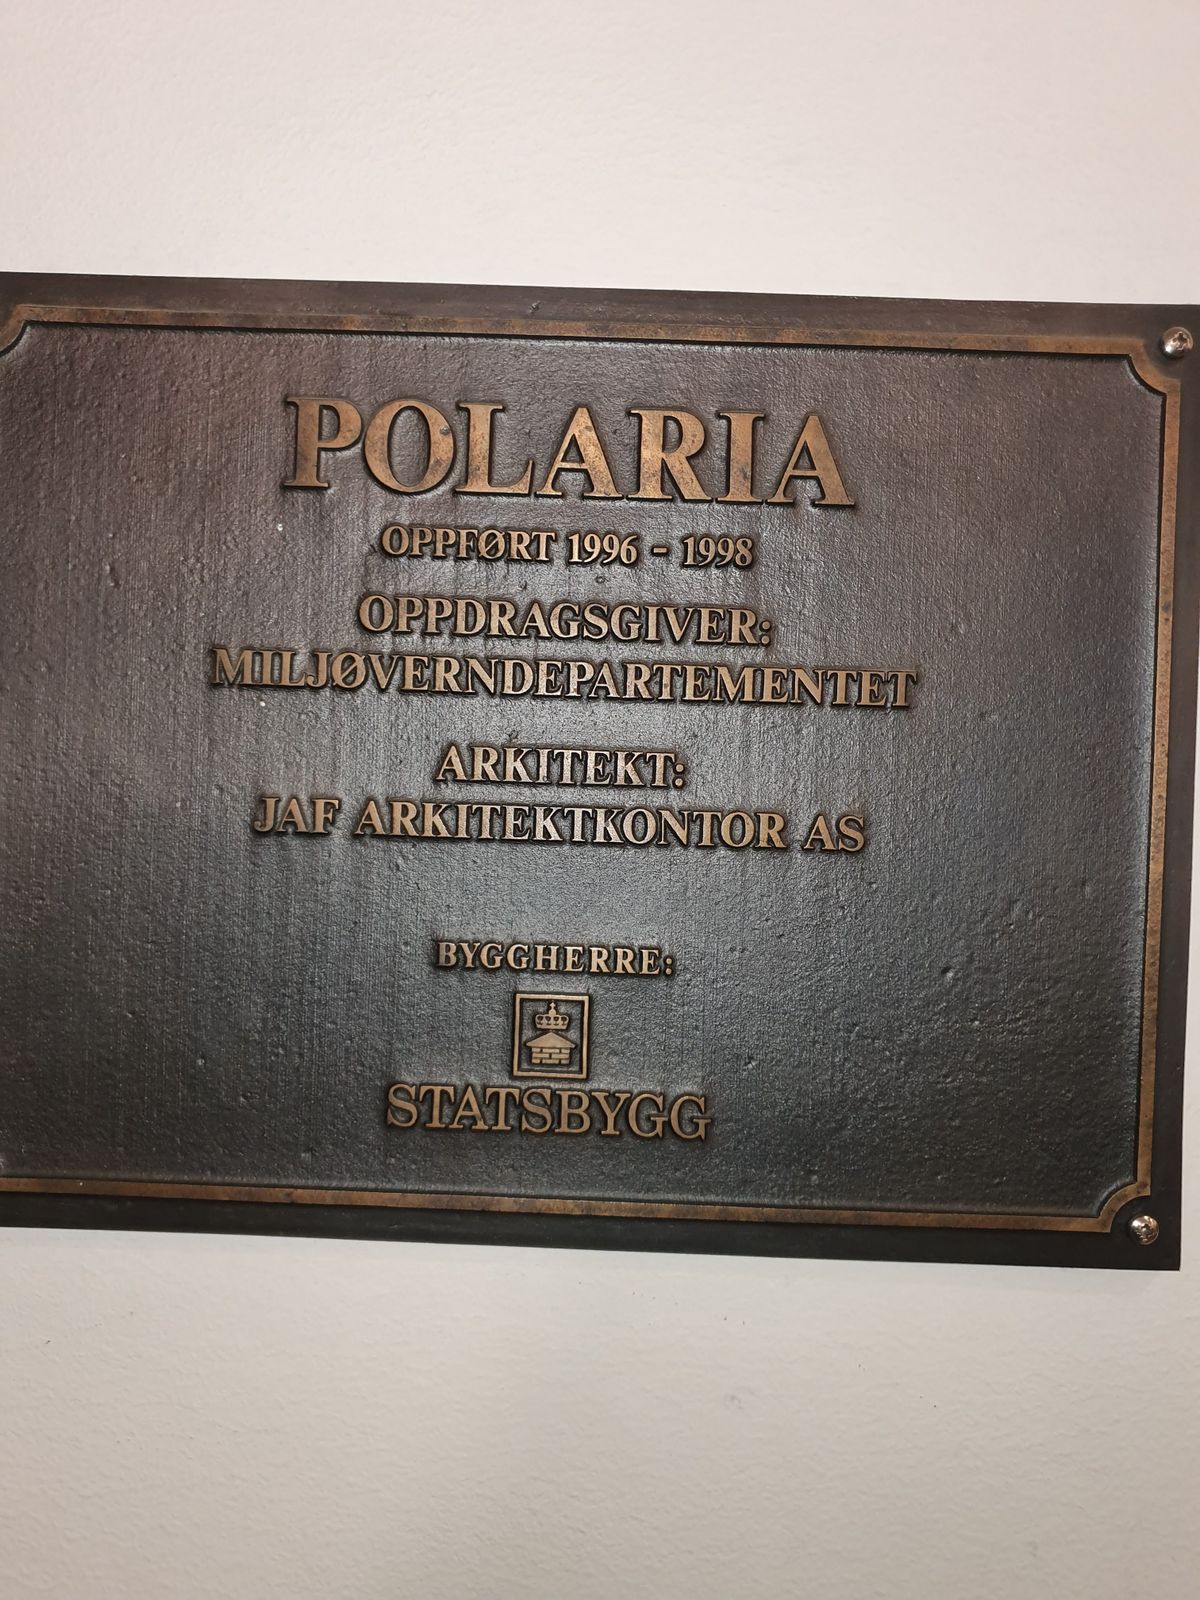 POLARIA
OPPFØRT 1996 - 1998
OPPDRAGSGIVER:
MILJØVERNDEPARTEMENTET
ARKITEKT:
JAF ARKITEKTKONTOR AS
BYGGHERRE:
STATSBYGG